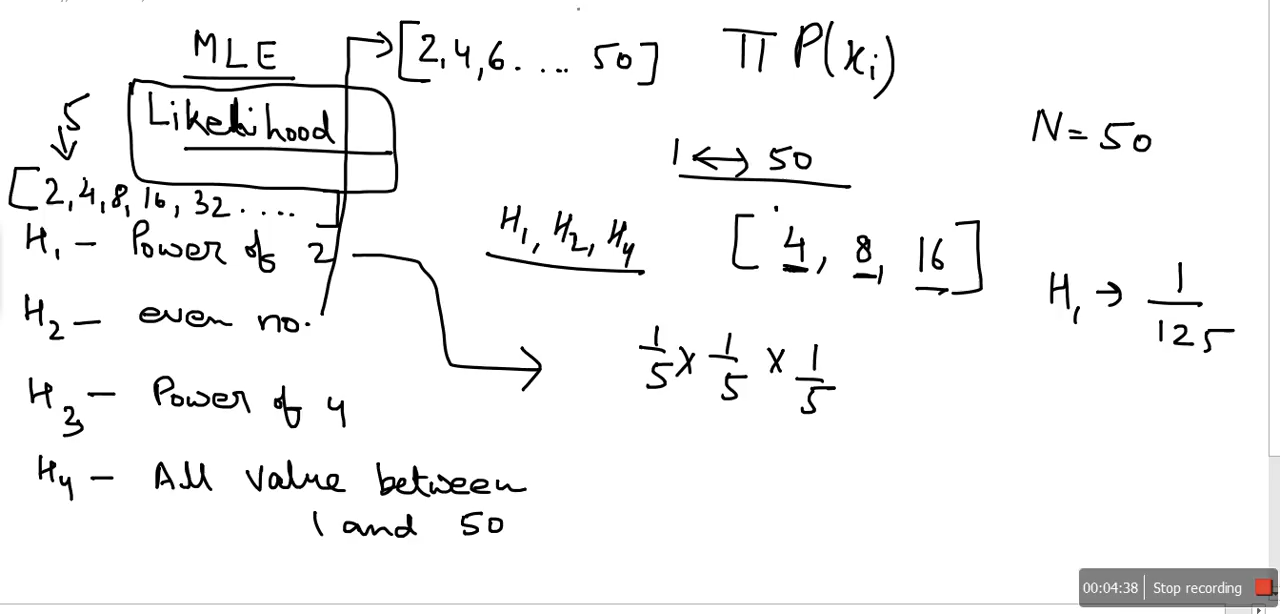 MLE
[2,4,6.... 50]
π P(xi)
Likelihood
N=50
5
1 ↔ 50
[2,4,8,16,32.... ]
H1, H2, H4
[4, 8, 16]
H1 - Power of 2
H1 → 1/125
H2 - even no.
1/5 x 1/5 x 1/5
H3 - Power of 4
H4 - All value between
1 and 50
00:04:38 Stop recording